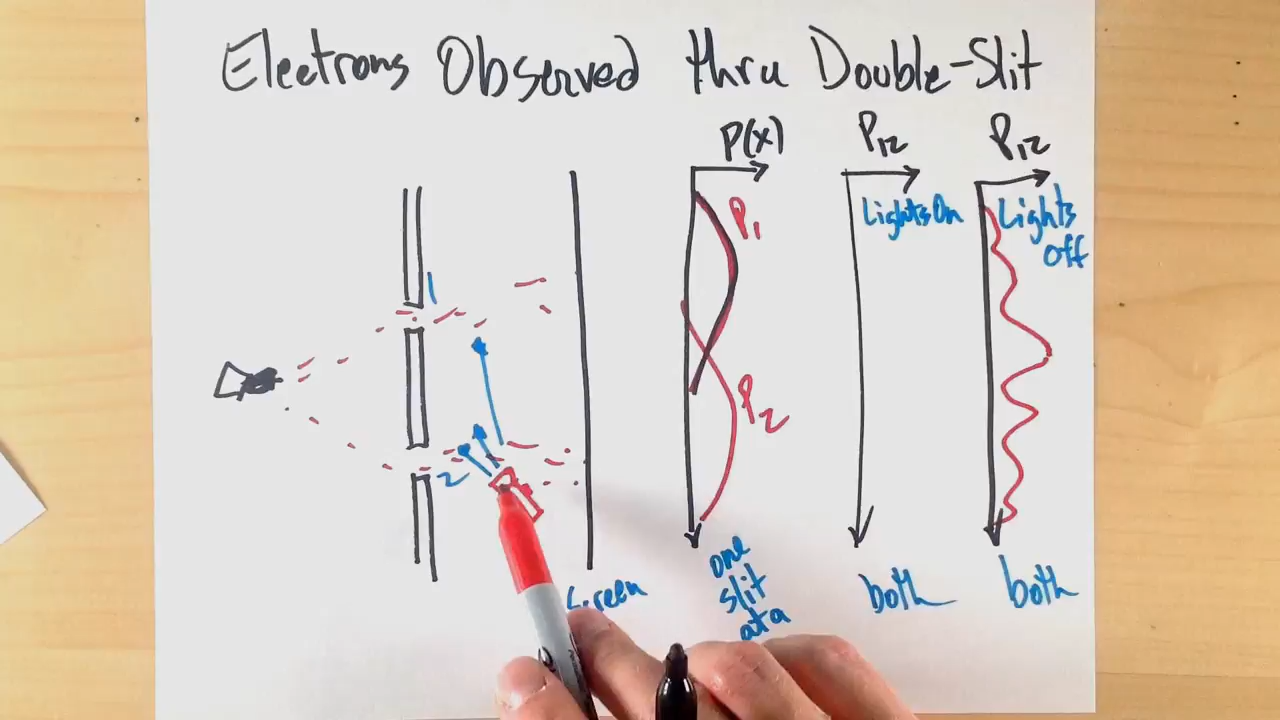 Electrons Observed thru Double-Slit
P(x)
P12
P12
Lights On
Lights
off
P1
1
P2
2
Screen
one
slit
ata
both
both